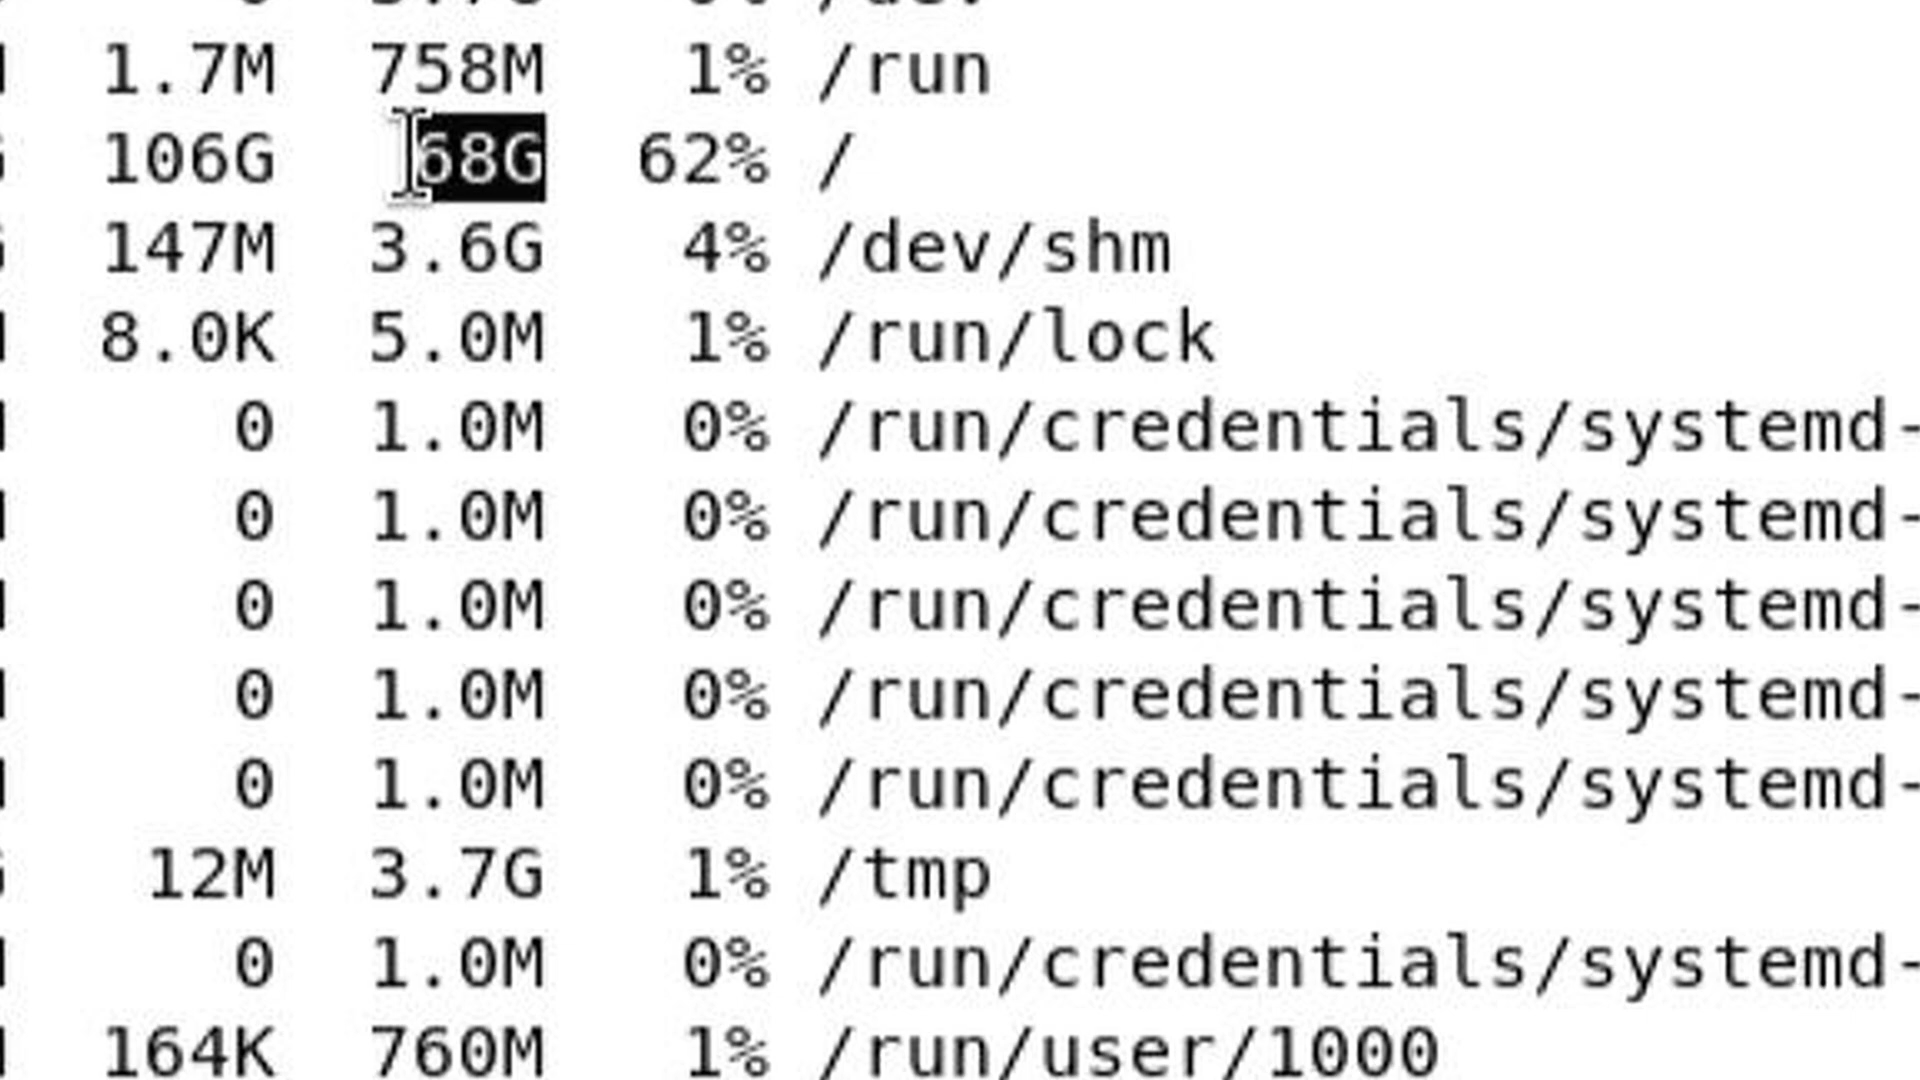 1.7M 758M 1% /run
106G 68G 62% /
147M 3.6G 4% /dev/shm
8.0K 5.0M 1% /run/lock
0 1.0M 0% /run/credentials/systemd-
0 1.0M 0% /run/credentials/systemd-
0 1.0M 0% /run/credentials/systemd-
0 1.0M 0% /run/credentials/systemd-
0 1.0M 0% /run/credentials/systemd-
12M 3.7G 1% /tmp
0 1.0M 0% /run/credentials/systemd-
164K 760M 1% /run/user/1000